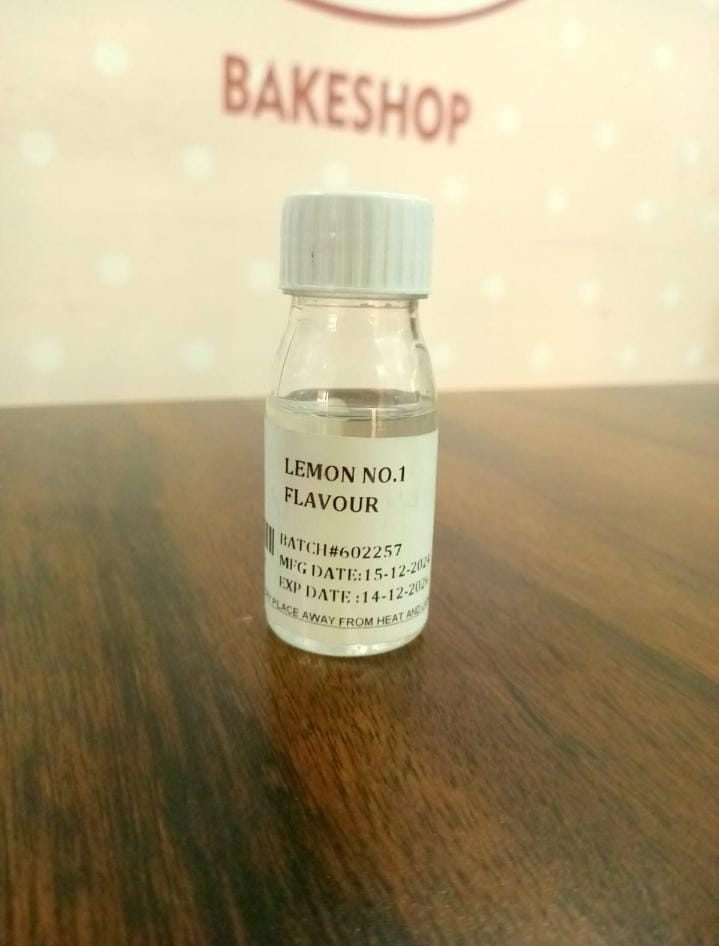 BAKESHOP
LEMON NO.1
FLAVOUR
BATCH#602257
MFG DATE:15-12-2024
EXP DATE :14-12-2026
PLACE AWAY FROM HEAT AND